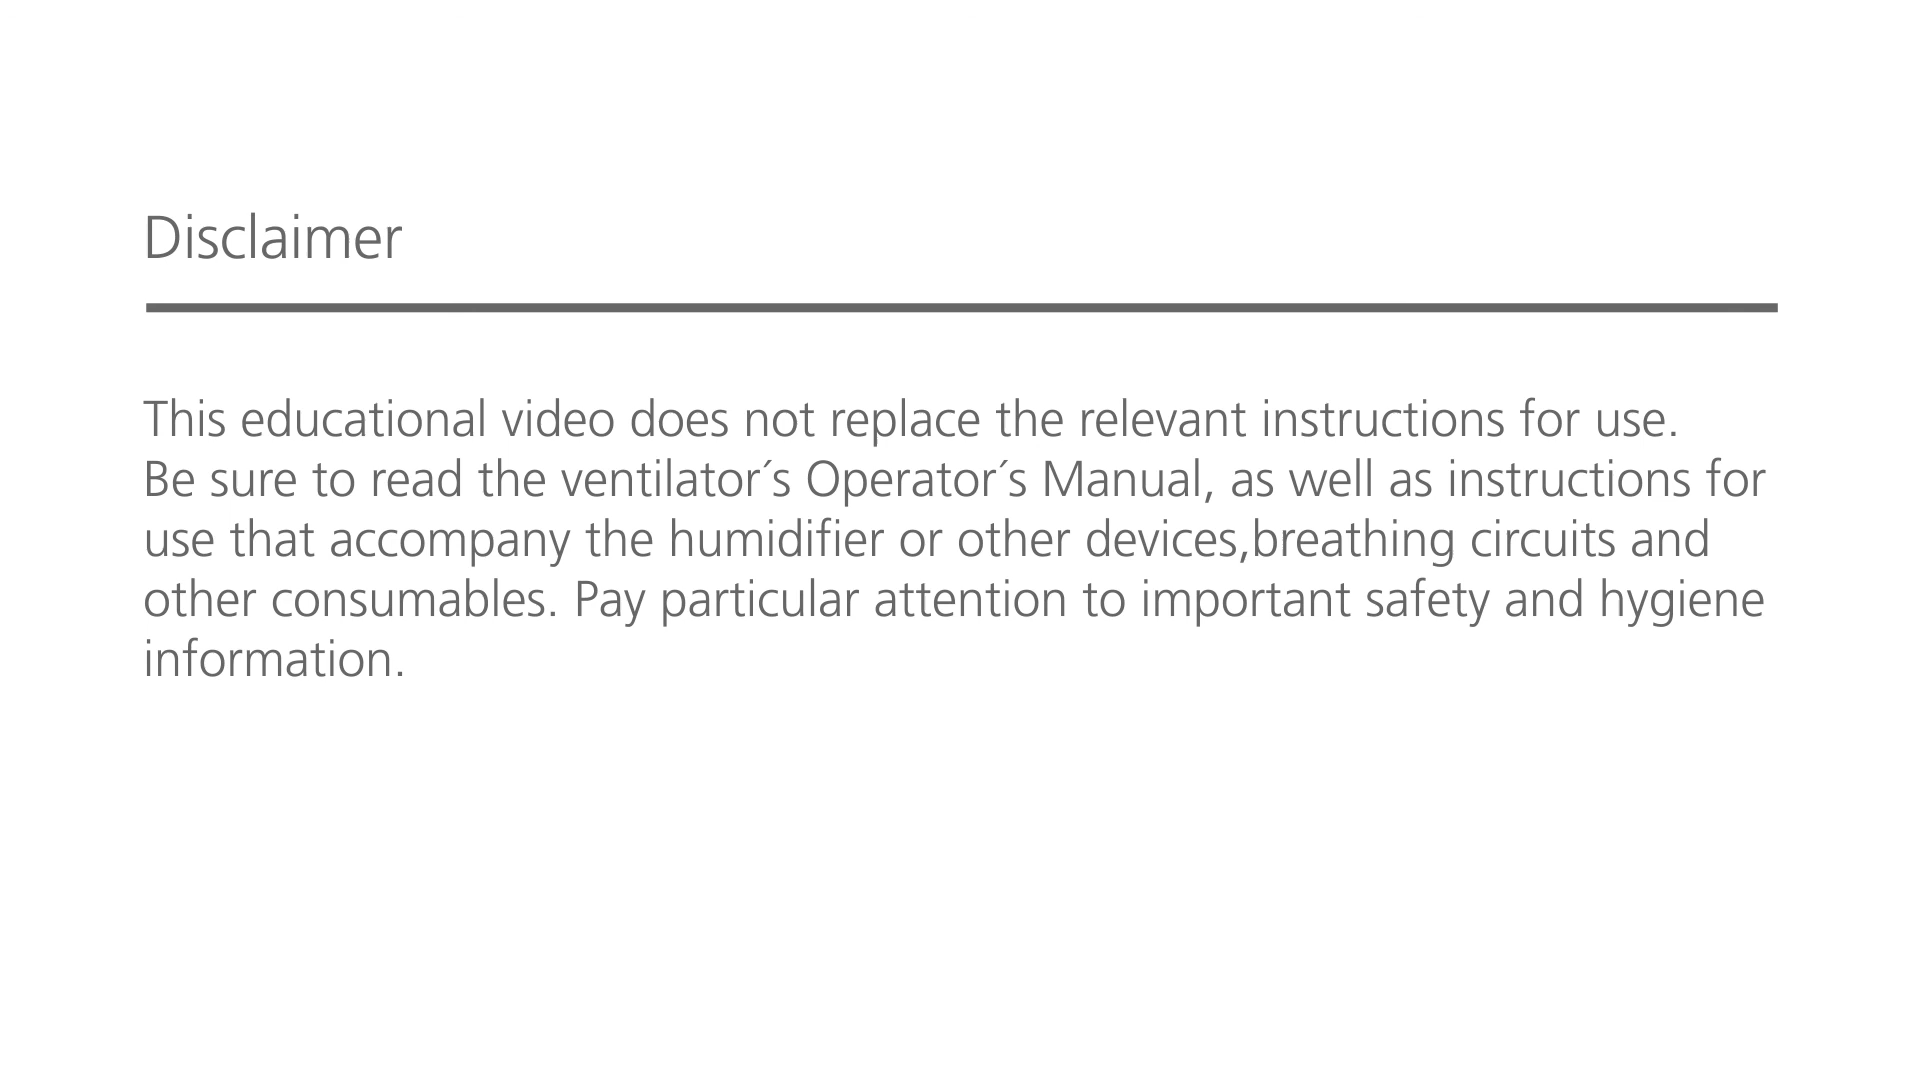 Disclaimer
This educational video does not replace the relevant instructions for use.
Be sure to read the ventilator´s Operator´s Manual, as well as instructions for
use that accompany the humidifier or other devices,breathing circuits and
other consumables. Pay particular attention to important safety and hygiene
information.